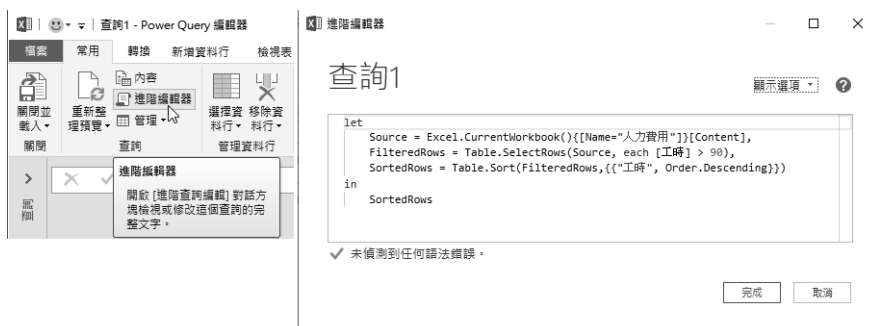 查詢1 - Power Query 編輯器
檔案 常用 轉換 新增資料行 檢視表
關閉並
載入
重新整
理預覽
內容
進階編輯器
管理
選擇資
料行
移除資
料行
關閉 查詢 管理資料行
進階編輯器
開啟 [進階查詢編輯] 對話方
塊檢視或修改這個查詢的完
整文字。
進階編輯器
查詢1
顯示選項
let
Source = Excel.CurrentWorkbook(){[Name="人力費用"]}[Content],
FilteredRows = Table.SelectRows(Source, each [工時] > 90),
SortedRows = Table.Sort(FilteredRows,{{"工時", Order.Descending}})
in
SortedRows
未偵測到任何語法錯誤。
完成 取消